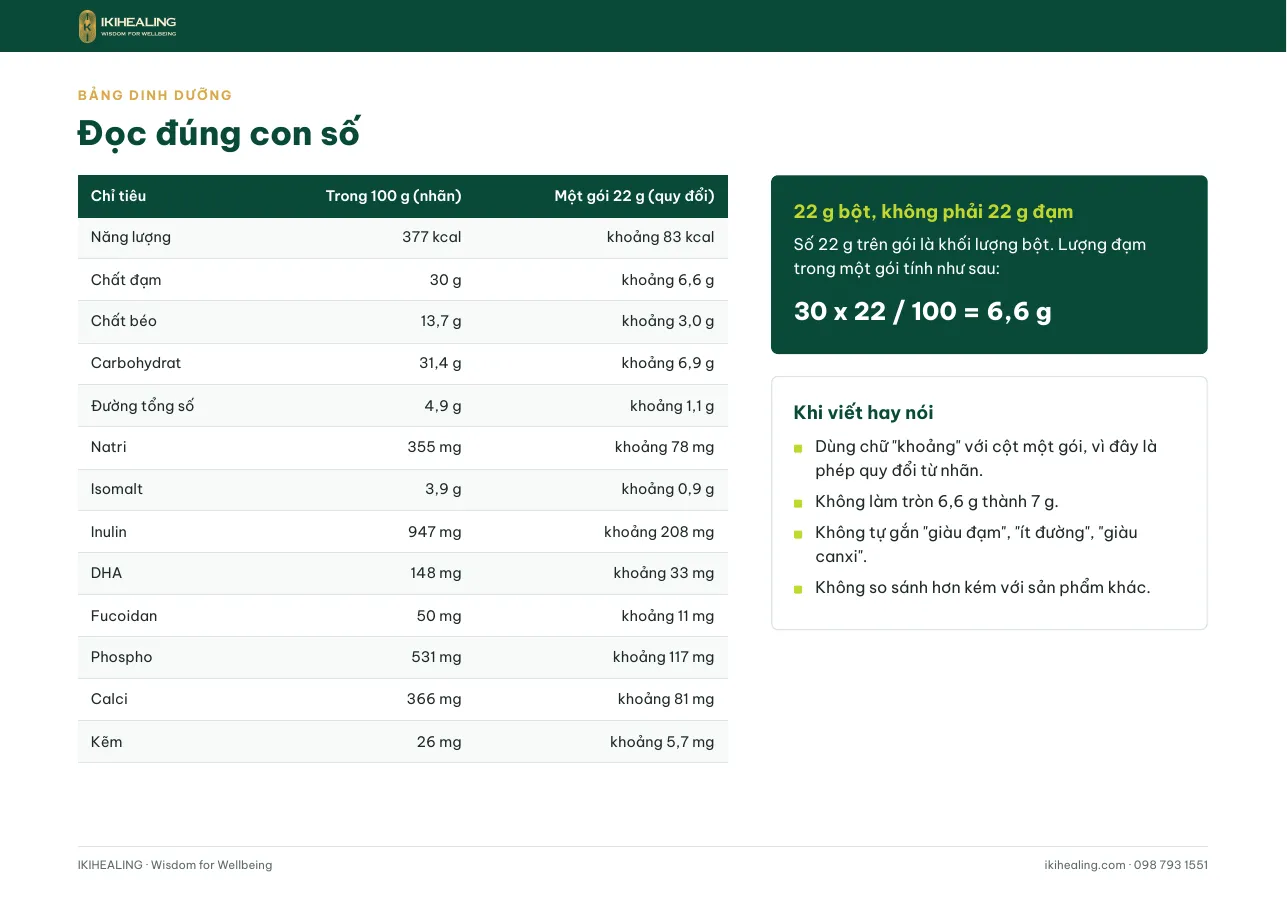 IKIHEALING
WISDOM FOR WELLBEING
BẢNG DINH DƯỠNG
Đọc đúng con số
Chỉ tiêu Trong 100 g (nhãn) Một gói 22 g (quy đổi)
Năng lượng 377 kcal khoảng 83 kcal
Chất đạm 30 g khoảng 6,6 g
Chất béo 13,7 g khoảng 3,0 g
Carbohydrat 31,4 g khoảng 6,9 g
Đường tổng số 4,9 g khoảng 1,1 g
Natri 355 mg khoảng 78 mg
Isomalt 3,9 g khoảng 0,9 g
Inulin 947 mg khoảng 208 mg
DHA 148 mg khoảng 33 mg
Fucoidan 50 mg khoảng 11 mg
Phospho 531 mg khoảng 117 mg
Calci 366 mg khoảng 81 mg
Kẽm 26 mg khoảng 5,7 mg
22 g bột, không phải 22 g đạm
Số 22 g trên gói là khối lượng bột. Lượng đạm
trong một gói tính như sau:
30 x 22 / 100 = 6,6 g
Khi viết hay nói
Dùng chữ "khoảng" với cột một gói, vì đây là
phép quy đổi từ nhãn.
Không làm tròn 6,6 g thành 7 g.
Không tự gắn "giàu đạm", "ít đường", "giàu
canxi".
Không so sánh hơn kém với sản phẩm khác.
IKIHEALING · Wisdom for Wellbeing
ikihealing.com · 098 793 1551